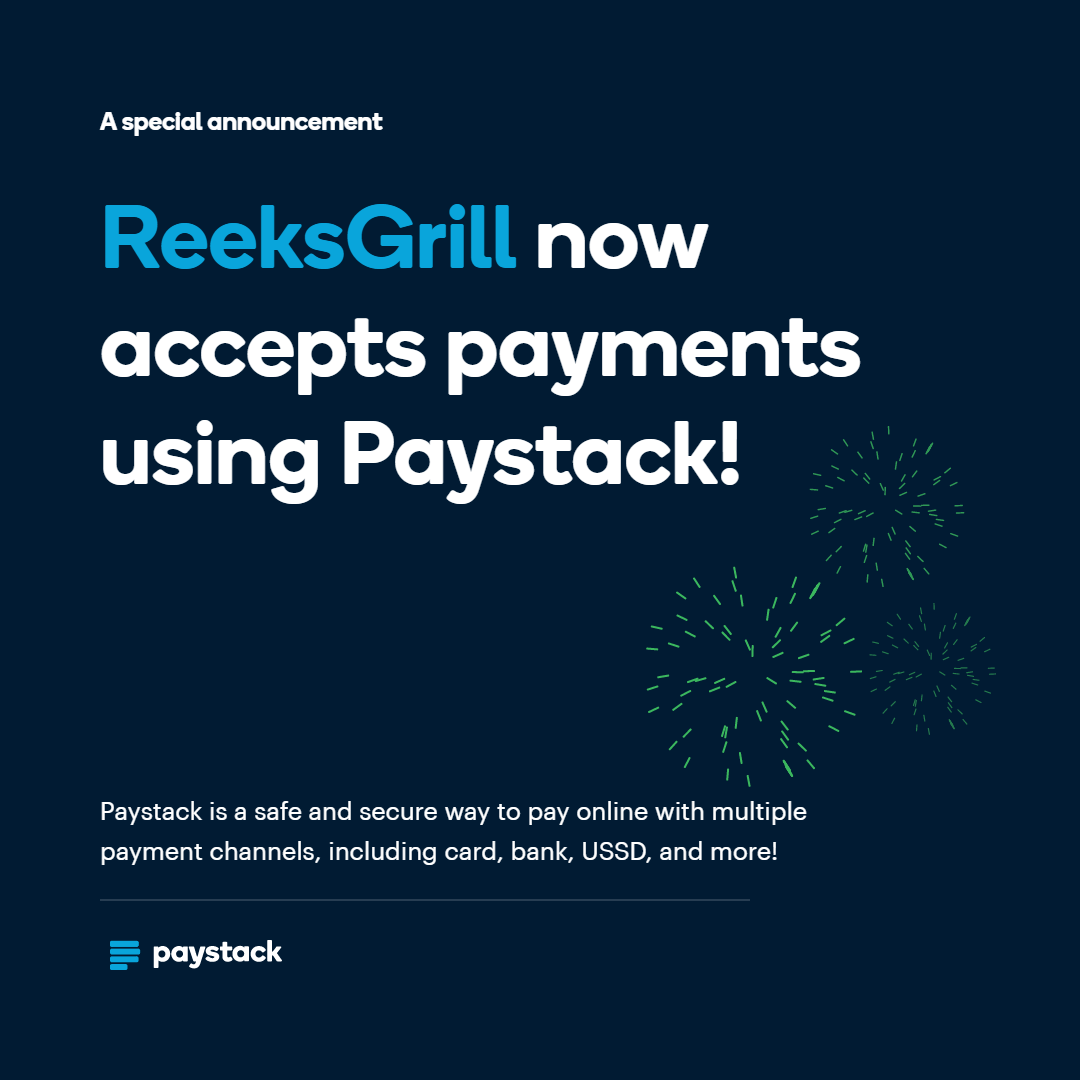 A special announcement
ReeksGrill now
accepts payments
using Paystack!
Paystack is a safe and secure way to pay online with multiple
payment channels, including card, bank, USSD, and more!
paystack